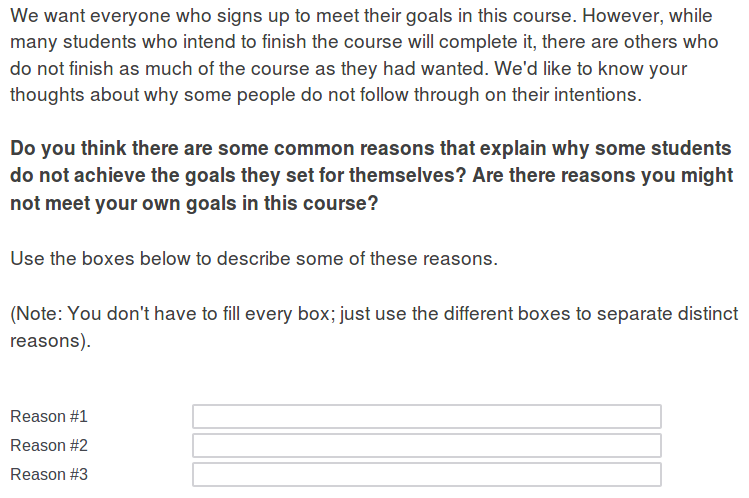 We want everyone who signs up to meet their goals in this course. However, while
many students who intend to finish the course will complete it, there are others who
do not finish as much of the course as they had wanted. We'd like to know your
thoughts about why some people do not follow through on their intentions.
Do you think there are some common reasons that explain why some students
do not achieve the goals they set for themselves? Are there reasons you might
not meet your own goals in this course?
Use the boxes below to describe some of these reasons.
(Note: You don't have to fill every box; just use the different boxes to separate distinct
reasons).
Reason #1
Reason #2
Reason #3